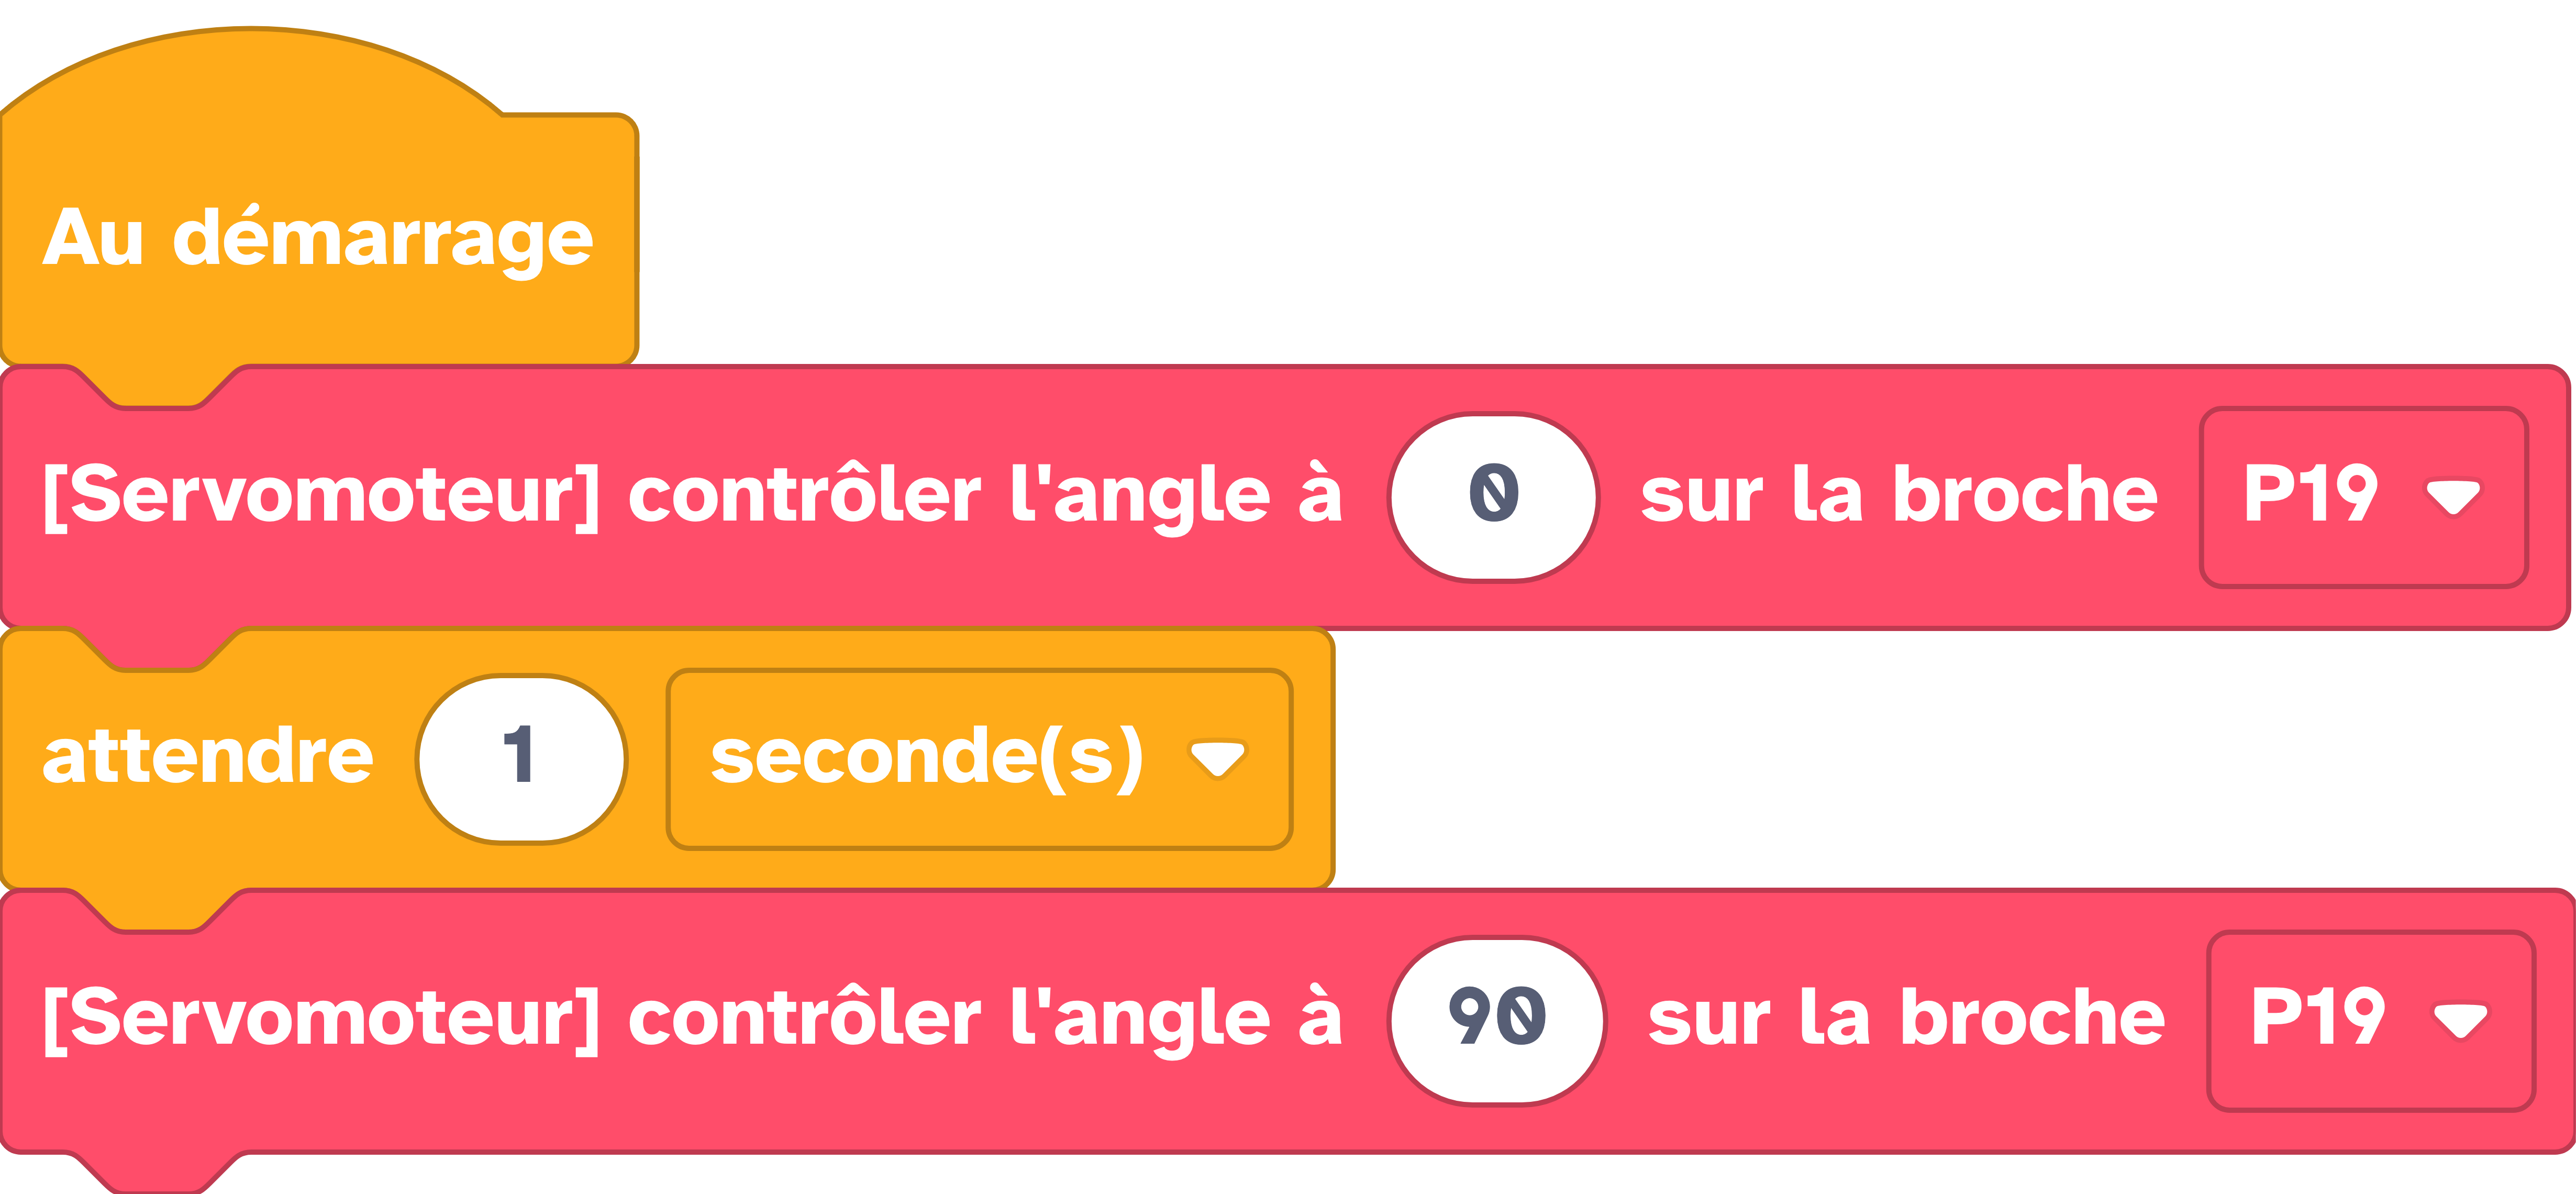 Au démarrage
[Servomoteur] contrôler l'angle à 0 sur la broche P19
attendre 1 seconde(s)
[Servomoteur] contrôler l'angle à 90 sur la broche P19